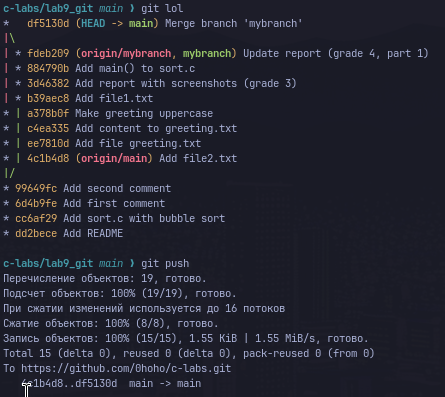 c-labs/lab9_git main ❯ git lol
*   df5130d (HEAD -> main) Merge branch 'mybranch'
|\
| * fdeb209 (origin/mybranch, mybranch) Update report (grade 4, part 1)
| * 884790b Add main() to sort.c
| * 3d46382 Add report with screenshots (grade 3)
| * b39aec8 Add file1.txt
* | a378b0f Make greeting uppercase
* | c4ea335 Add content to greeting.txt
* | ee7810d Add file greeting.txt
* | 4c1b4d8 (origin/main) Add file2.txt
|/
* 99649fc Add second comment
* 6d4b9fe Add first comment
* cc6af29 Add sort.c with bubble sort
* dd2bece Add README
c-labs/lab9_git main ❯ git push
Перечисление объектов: 19, готово.
Подсчет объектов: 100% (19/19), готово.
При сжатии изменений используется до 16 потоков
Сжатие объектов: 100% (8/8), готово.
Запись объектов: 100% (15/15), 1.55 KiB | 1.55 MiB/s, готово.
Total 15 (delta 0), reused 0 (delta 0), pack-reused 0 (from 0)
To https://github.com/0hoho/c-labs.git
   4c1b4d8..df5130d  main -> main